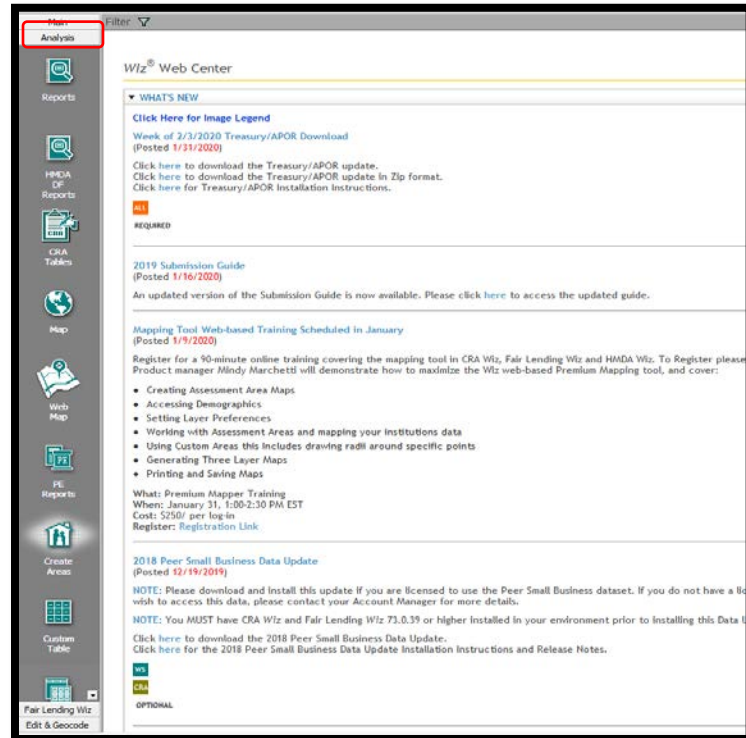 Main
Filter
Analysis
Reports
HMDA
DF
Reports
CRA
CRA
Tables
Map
Web
Map
PE
PE
Reports
Create
Areas
Custom
Table
Fair Lending Wiz
Edit & Geocode
Wiz® Web Center
WHAT'S NEW
Click Here for Image Legend
Week of 2/3/2020 Treasury/APOR Download
(Posted 1/31/2020)
Click here to download the Treasury/APOR update.
Click here to download the Treasury/APOR update in Zip format.
Click here for Treasury/APOR Installation Instructions.
ALL
REQUIRED
2019 Submission Guide
(Posted 1/16/2020)
An updated version of the Submission Guide is now available. Please click here to access the updated guide.
Mapping Tool Web-based Training Scheduled in January
(Posted 1/9/2020)
Register for a 90-minute online training covering the mapping tool in CRA Wiz, Fair Lending Wiz and HMDA Wiz. To Register please
Product manager Mindy Marchetti will demonstrate how to maximize the Wiz web-based Premium Mapping tool, and cover:
• Creating Assessment Area Maps
• Accessing Demographics
• Setting Layer Preferences
• Working with Assessment Areas and mapping your institutions data
• Using Custom Areas this includes drawing radii around specific points
• Generating Three Layer Maps
• Printing and Saving Maps
What: Premium Mapper Training
When: January 31, 1:00-2:30 PM EST
Cost: $250/ per log-in
Register: Registration Link
2018 Peer Small Business Data Update
(Posted 12/19/2019)
NOTE: Please download and install this update if you are licensed to use the Peer Small Business dataset. If you do not have a
wish to access this data, please contact your Account Manager for more details.
NOTE: You MUST have CRA Wiz and Fair Lending Wiz 73.0.39 or higher installed in your environment prior to installing this Data
Click here to download the 2018 Peer Small Business Data Update.
Click here for the 2018 Peer Small Business Data Update Installation Instructions and Release Notes.
WS
CRA
OPTIONAL